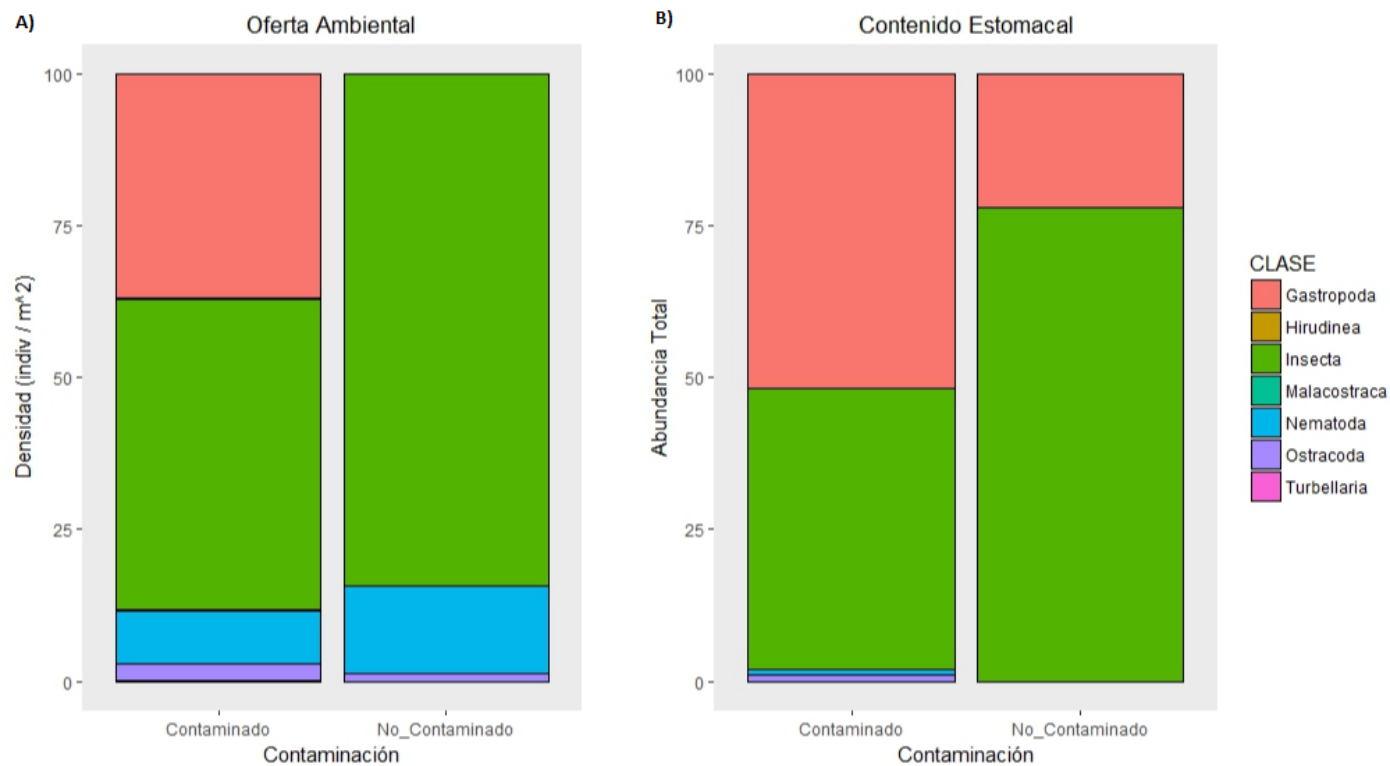 A)
Oferta Ambiental
Densidad (indiv / m^2)
100
75
50
25
0
Contaminado
No_Contaminado
Contaminación
B)
Contenido Estomacal
Abundancia Total
100
75
50
25
0
Contaminado
No_Contaminado
Contaminación
CLASE
Gastropoda
Hirudinea
Insecta
Malacostraca
Nematoda
Ostracoda
Turbellaria